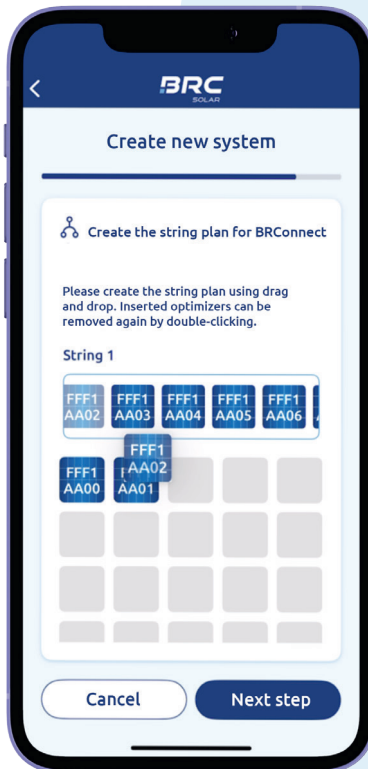 BRC
SOLAR
Create new system
Create the string plan for BRConnect
Please create the string plan using drag
and drop. Inserted optimizers can be
removed again by double-clicking.
String 1
FFF1 FFF1 FFF1 FFF1 FFF1
AA02 AA03 AA04 AA05 AA06
FFF1
AA02
FFF1
AA00 AA01
Cancel Next step